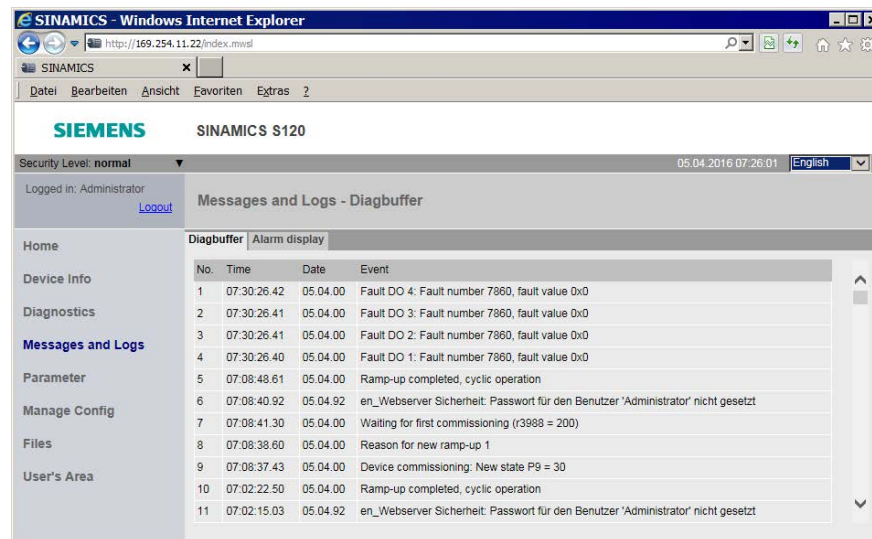 SINAMICS - Windows Internet Explorer
http://169.254.11.22/index.mwsl
SINAMICS
Datei Bearbeiten Ansicht Favoriten Extras ?
SIEMENS SINAMICS S120
Security Level: normal 05.04.2016 07:26:01 English
Logged in: Administrator
Logout
Messages and Logs - Diagbuffer
Home
Device Info
Diagnostics
Messages and Logs
Parameter
Manage Config
Files
User's Area
Diagbuffer Alarm display
No. Time Date Event
1 07:30:26.42 05.04.00 Fault DO 4: Fault number 7860, fault value 0x0
2 07:30:26.41 05.04.00 Fault DO 3: Fault number 7860, fault value 0x0
3 07:30:26.41 05.04.00 Fault DO 2: Fault number 7860, fault value 0x0
4 07:30:26.40 05.04.00 Fault DO 1: Fault number 7860, fault value 0x0
5 07:08:48.61 05.04.00 Ramp-up completed, cyclic operation
6 07:08:40.92 05.04.92 en_Webserver Sicherheit: Passwort für den Benutzer 'Administrator' nicht gesetzt
7 07:08:41.30 05.04.00 Waiting for first commissioning (r3988 = 200)
8 07:08:38.60 05.04.00 Reason for new ramp-up 1
9 07:08:37.43 05.04.00 Device commissioning: New state P9 = 30
10 07:02:22.50 05.04.00 Ramp-up completed, cyclic operation
11 07:02:15.03 05.04.92 en_Webserver Sicherheit: Passwort für den Benutzer 'Administrator' nicht gesetzt